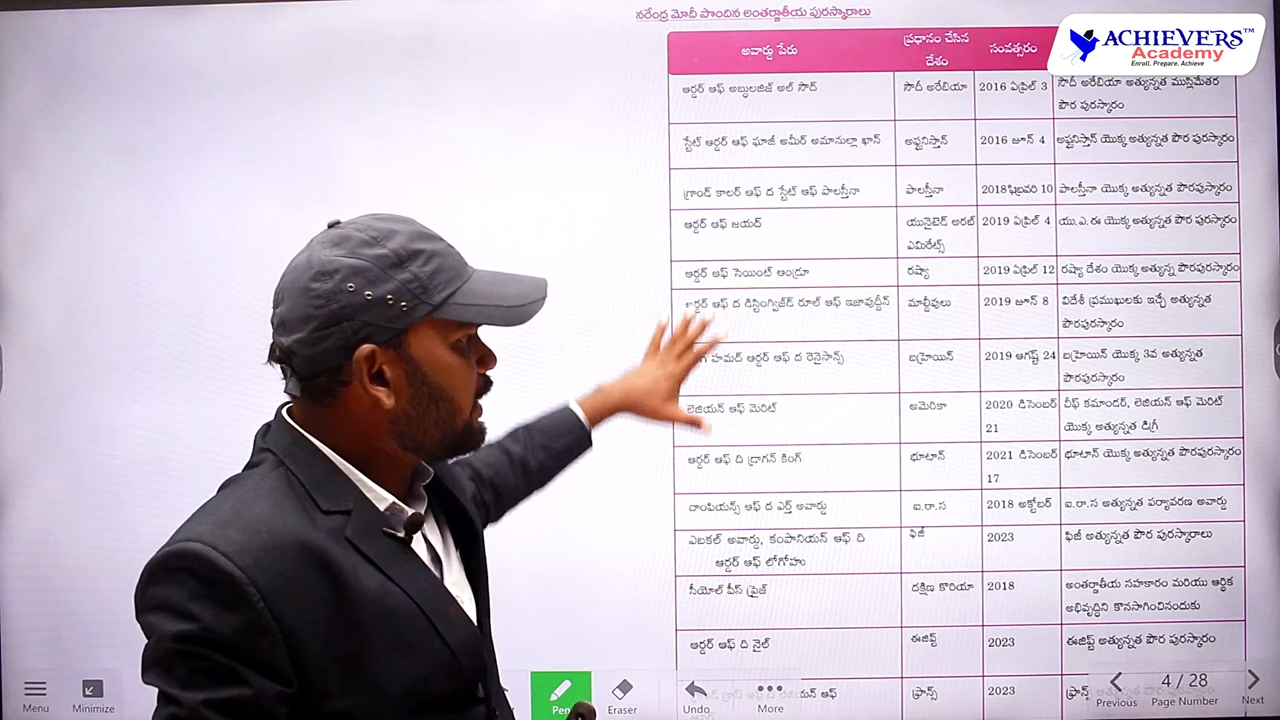 నరేంద్ర మోదీ పొందిన అంతర్జాతీయ పురస్కారాలు
ACHIEVERS™
Academy
Enroll. Prepare. Achieve
అవార్డు పేరు ప్రధానం చేసిన దేశం సంవత్సరం
ఆర్డర్ ఆఫ్ అబ్దులజిజ్ అల్ సౌద్ సౌదీ అరేబియా 2016 ఏప్రిల్ 3 సౌదీ అరేబియా అత్యున్నత ముస్లిమేతర
పౌర పురస్కారం
స్టేట్ ఆర్డర్ ఆఫ్ ఘాజీ అమీర్ అమానుల్లా ఖాన్ అఫ్ఘనిస్తాన్ 2016 జూన్ 4 అఫ్ఘనిస్తాన్ యొక్క అత్యున్నత పౌర పురస్కారం
గ్రాండ్ కాలర్ ఆఫ్ ద స్టేట్ ఆఫ్ పాలస్తీనా పాలస్తీనా 2018ఫిబ్రవరి 10 పాలస్తీనా యొక్క అత్యున్నత పౌరపురస్కారం
ఆర్డర్ ఆఫ్ జయద్ యునైటెడ్ అరబ్ 2019 ఏప్రిల్ 4 యు.ఎ.ఈ యొక్క అత్యున్నత పౌర పురస్కారం
ఎమిరేట్స్
ఆర్డర్ ఆఫ్ సెయింట్ ఆండ్రూ రష్యా 2019 ఏప్రిల్ 12 రష్యా దేశం యొక్క అత్యున్న పౌరపురస్కారం
ఆర్డర్ ఆఫ్ ద డిస్టింగ్విజ్‌డ్ రూల్ ఆఫ్ ఇజావుద్దీన్ మాల్దీవులు 2019 జూన్ 8 విదేశీ ప్రముఖులకు ఇచ్చే అత్యున్నత
పౌరపురస్కారం
హమద్ ఆర్డర్ ఆఫ్ ద రెనైసాన్స్ బహ్రెయిన్ 2019 ఆగష్ట్ 24 బహ్రెయిన్ యొక్క 3వ అత్యున్నత
పౌరపురస్కారం
లెజియన్ ఆఫ్ మెరిట్ అమెరికా 2020 డిసెంబర్ చీఫ్ కమాండర్, లెజియన్ ఆఫ్ మెరిట్
21 యొక్క అత్యున్నత డిగ్రీ
ఆర్డర్ ఆఫ్ ది డ్రాగన్ కింగ్ భూటాన్ 2021 డిసెంబర్ భూటాన్ యొక్క అత్యున్నత పౌరపురస్కారం
17
చాంపియన్స్ ఆఫ్ ద ఎర్త్ అవార్డు ఐ.రా.స 2018 అక్టోబర్ ఐ.రా.స అత్యున్నత పర్యావరణ అవార్డు
ఎబకల్ అవార్డు, కంపానియన్ ఆఫ్ ది ఫిజీ 2023 ఫిజీ అత్యున్నత పౌర పురస్కారాలు
ఆర్డర్ ఆఫ్ లోగోహు
సియోల్ పీస్ ప్రైజ్ దక్షిణ కొరియా 2018 అంతర్జాతీయ సహకారం మరియు ఆర్థిక
అభివృద్ధిని కొనసాగించినందుకు
ఆర్డర్ ఆఫ్ ది నైల్ ఈజిప్ట్ 2023 ఈజిప్ట్ అత్యున్నత పౌర పురస్కారం
ఆఫ్ ఫ్రాన్స్ 2023 ఫ్రాన్స్
Menu Minimize Pen Eraser Undo More Previous 4 / 28 Page Number Next